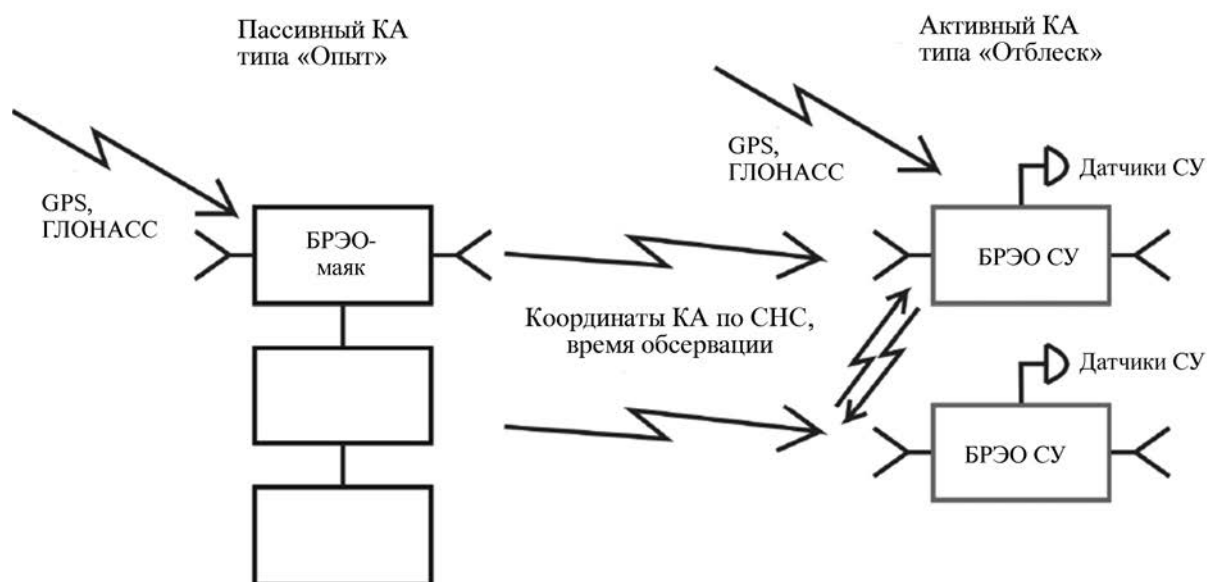 Пассивный КА
типа «Опыт»
Активный КА
типа «Отблеск»
GPS,
ГЛОНАСС
GPS,
ГЛОНАСС
Датчики СУ
БРЭО-
маяк
БРЭО СУ
Координаты КА по СНС,
время обсервации
Датчики СУ
БРЭО СУ